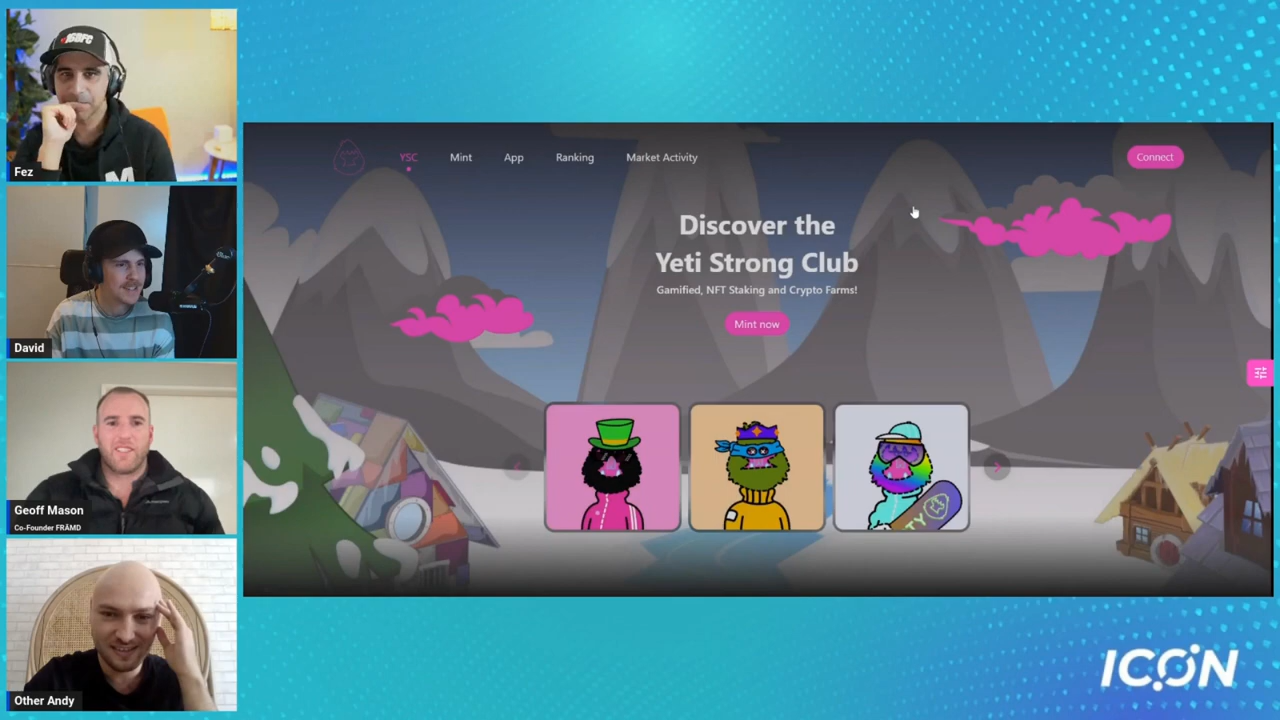 Fez
David
Geoff Mason
Co-Founder FRĀMD
Other Andy
YSC
Mint
App
Ranking
Market Activity
Connect
Discover the
Yeti Strong Club
Gamified, NFT Staking and Crypto Farms!
Mint now
ICON